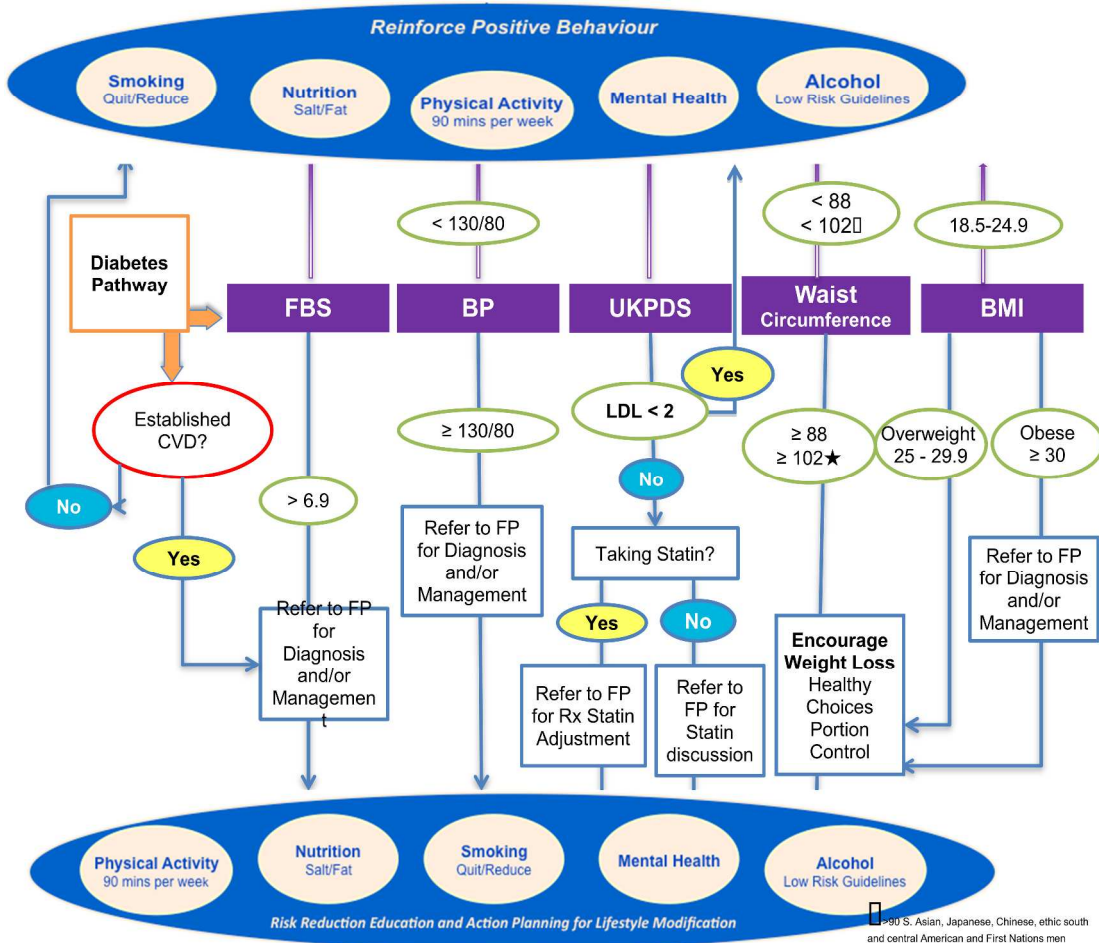 Reinforce Positive Behaviour
Smoking
Quit/Reduce
Nutrition
Salt/Fat
Physical Activity
90 mins per week
Mental Health
Alcohol
Low Risk Guidelines
< 130/80
< 88
< 102▯
18.5-24.9
Diabetes
Pathway
FBS
BP
UKPDS
Waist
Circumference
BMI
Yes
Established
CVD?
LDL < 2
≥ 130/80
≥ 88
≥ 102★
Overweight
25 - 29.9
Obese
≥ 30
No
> 6.9
No
Yes
Refer to FP
for Diagnosis
and/or
Management
Taking Statin?
Refer to FP
for Diagnosis
and/or
Management
Refer to FP
for
Diagnosis
and/or
Managemen
t
Yes
No
Refer to FP
for Rx Statin
Adjustment
Refer to
FP for
Statin
discussion
Encourage
Weight Loss
Healthy
Choices
Portion
Control
Physical Activity
90 mins per week
Nutrition
Salt/Fat
Smoking
Quit/Reduce
Mental Health
Alcohol
Low Risk Guidelines
Risk Reduction Education and Action Planning for Lifestyle Modification
▯>90 S. Asian, Japanese, Chinese, ethic south
and central American and First Nations men